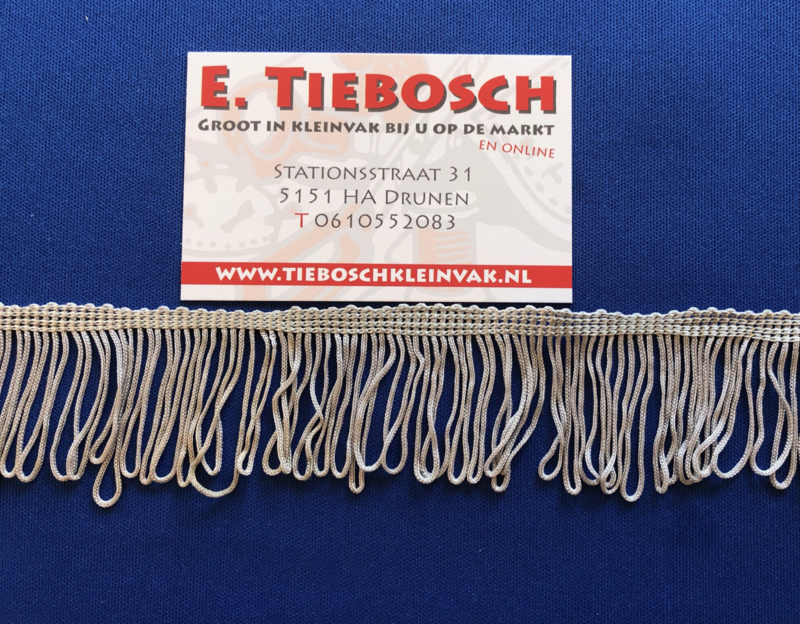 E. TIEBOSCH
GROOT IN KLEINVAK BIJ U OP DE MARKT
EN ONLINE
STATIONSSTRAAT 31
5151 HA DRUNEN
T 0610552083
WWW.TIEBOSCHKLEINVAK.NL